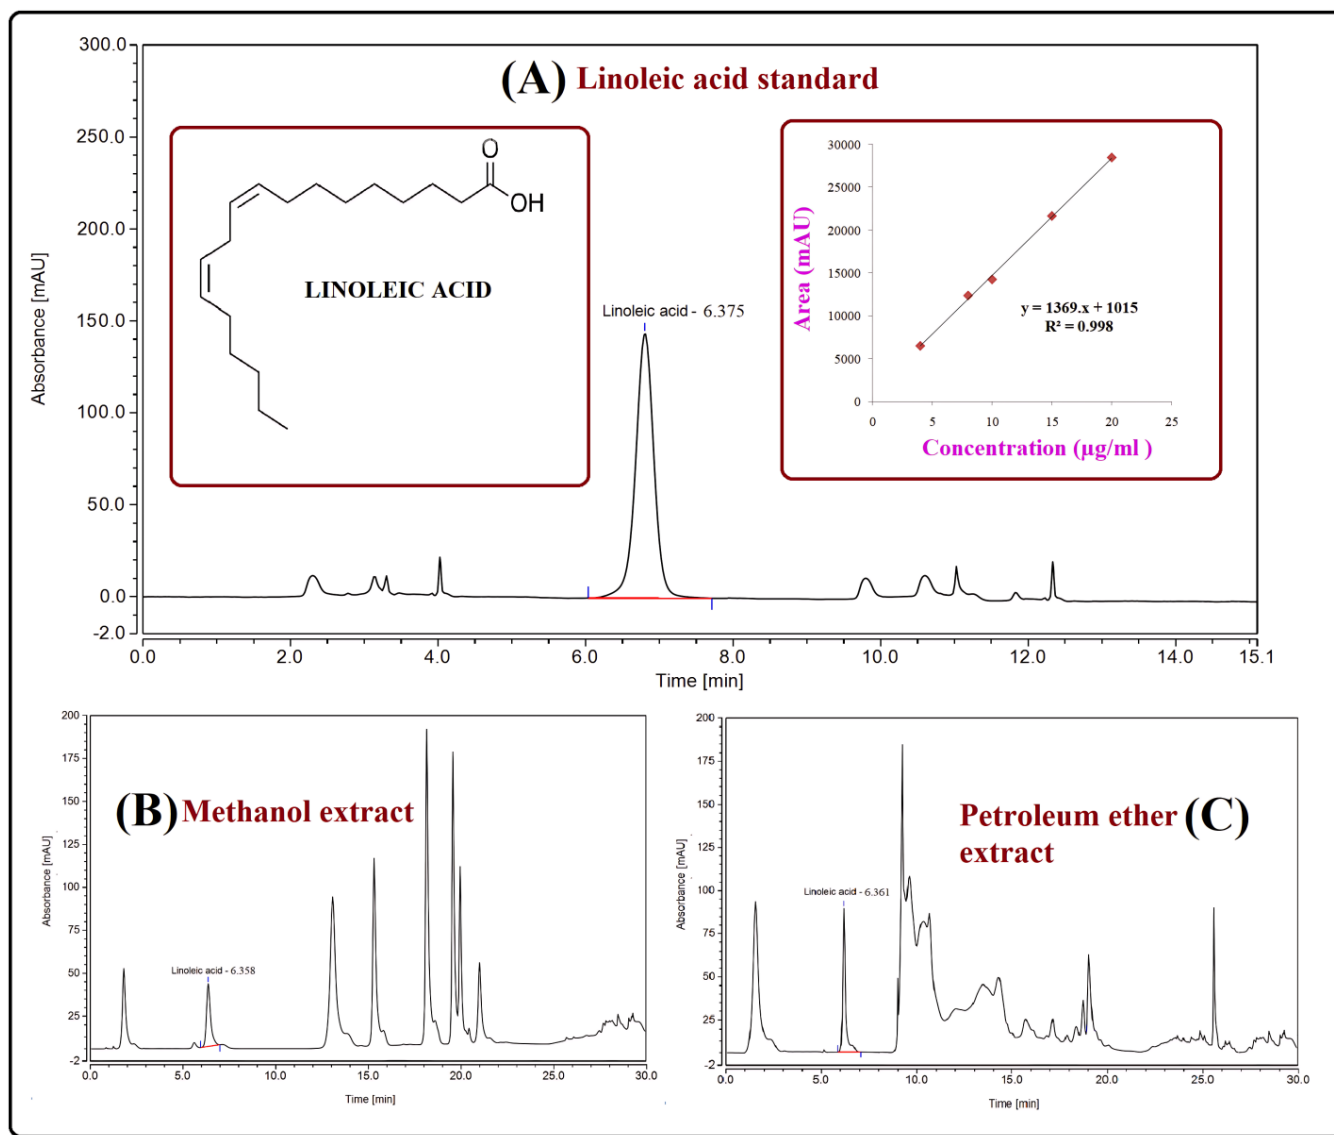 (A) Linoleic acid standard
300.0
250.0
200.0
150.0
100.0
50.0
0.0
-2.0
Absorbance [mAU]
O
OH
LINOLEIC ACID
Linoleic acid - 6.375
30000
25000
20000
15000
10000
5000
0
Area (mAU)
y = 1369.x + 1015
R² = 0.998
0 5 10 15 20 25
Concentration (µg/ml )
0.0 2.0 4.0 6.0 8.0 10.0 12.0 14.0 15.1
Time [min]
(B) Methanol extract
200
175
150
125
100
75
50
25
-2
Absorbance [mAU]
Linoleic acid - 6.358
0.0 5.0 10.0 15.0 20.0 25.0 30.0
Time [min]
Petroleum ether (C)
extract
200
175
150
125
100
75
50
25
-2
Absorbance [mAU]
Linoleic acid - 6.361
0.0 5.0 10.0 15.0 20.0 25.0 30.0
Time [min]